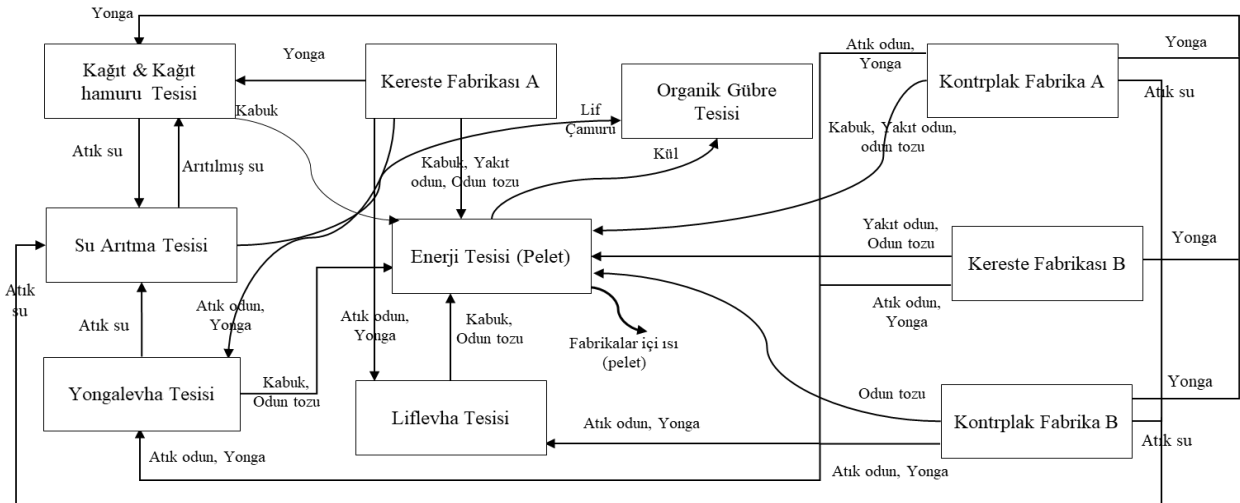 Yonga
Kağıt & Kağıt
hamuru Tesisi
Yonga
Kereste Fabrikası A
Organik Gübre
Tesisi
Atık odun,
Yonga
Kontrplak Fabrika A
Yonga
Atık su
Kabuk
Lif
Çamuru
Kabuk, Yakıt odun,
odun tozu
Atık su
Arıtılmış su
Kabuk, Yakıt
odun, Odun tozu
Kül
Su Arıtma Tesisi
Enerji Tesisi (Pelet)
Yakıt odun,
Odun tozu
Kereste Fabrikası B
Yonga
Atık
su
Atık su
Atık odun,
Yonga
Atık odun,
Yonga
Kabuk,
Odun tozu
Fabrikalar içi ısı
(pelet)
Atık odun,
Yonga
Yongalevha Tesisi
Kabuk,
Odun tozu
Liflevha Tesisi
Odun tozu
Kontrplak Fabrika B
Yonga
Atık su
Atık odun, Yonga
Atık odun, Yonga
Atık odun, Yonga